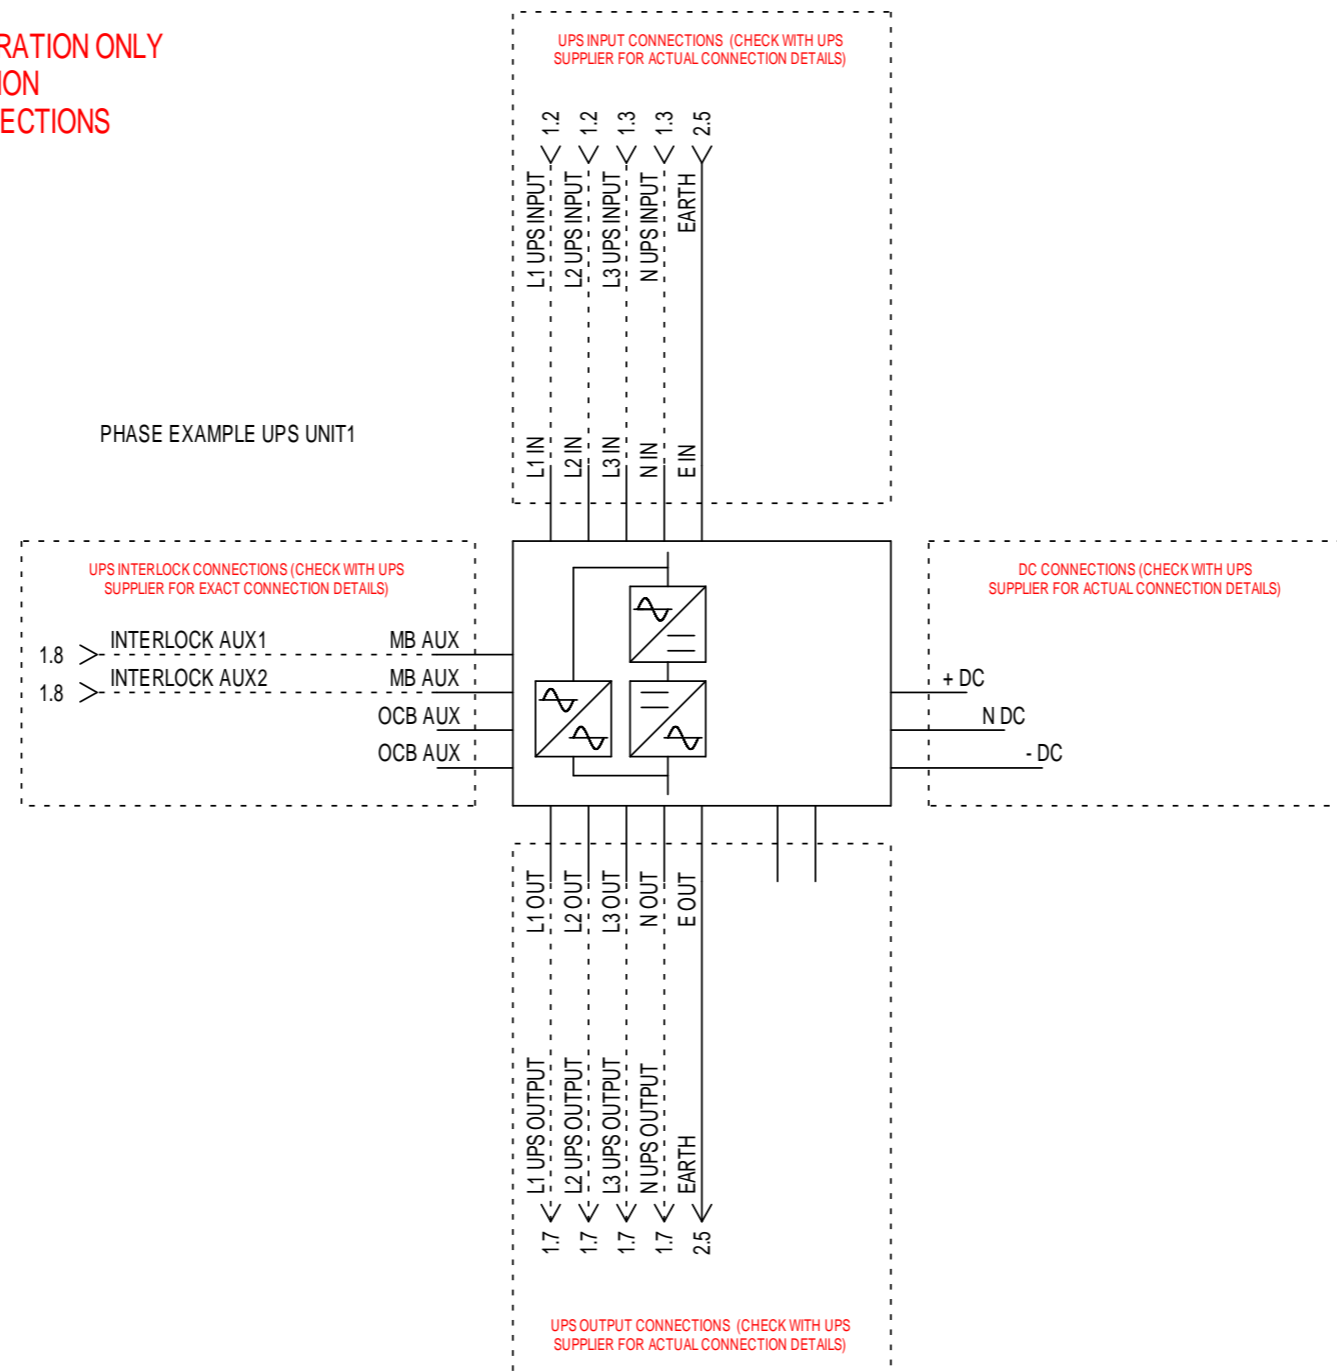 RATION ONLY
ION
ECTIONS
UPS INPUT CONNECTIONS (CHECK WITH UPS
SUPPLIER FOR ACTUAL CONNECTION DETAILS)
1.2
1.2
1.3
1.3
2.5
L1 UPS INPUT
L2 UPS INPUT
L3 UPS INPUT
N UPS INPUT
EARTH
PHASE EXAMPLE UPS UNIT1
L1 IN
L2 IN
L3 IN
N IN
E IN
UPS INTERLOCK CONNECTIONS (CHECK WITH UPS
SUPPLIER FOR EXACT CONNECTION DETAILS)
1.8 INTERLOCK AUX1 MB AUX
1.8 INTERLOCK AUX2 MB AUX
OCB AUX
OCB AUX
DC CONNECTIONS (CHECK WITH UPS
SUPPLIER FOR ACTUAL CONNECTION DETAILS)
+ DC
N DC
- DC
L1 OUT
L2 OUT
L3 OUT
N OUT
E OUT
L1 UPS OUTPUT
L2 UPS OUTPUT
L3 UPS OUTPUT
N UPS OUTPUT
EARTH
1.7
1.7
1.7
1.7
2.5
UPS OUTPUT CONNECTIONS (CHECK WITH UPS
SUPPLIER FOR ACTUAL CONNECTION DETAILS)